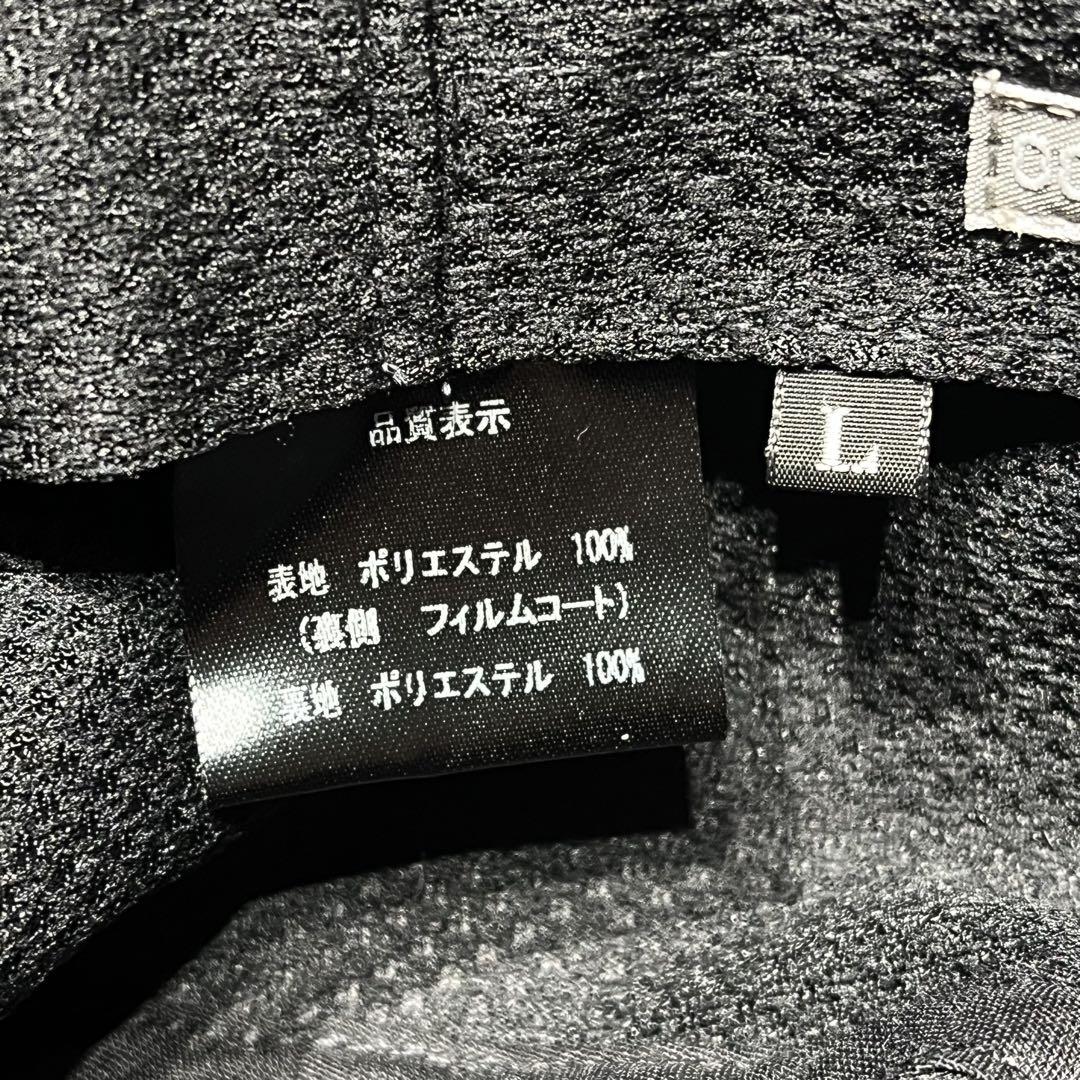 品質表示
L
表地 ポリエステル 100%
(裏側 フィルムコート)
裏地 ポリエステル 100%